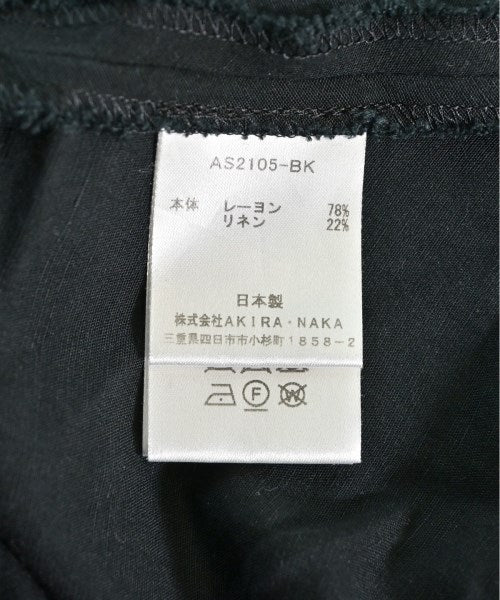 AS2105-BK
本体 レーヨン 78%
リネン 22%
日本製
株式会社AKIRA・NAKA
三重県四日市市小杉町1858-2
F W